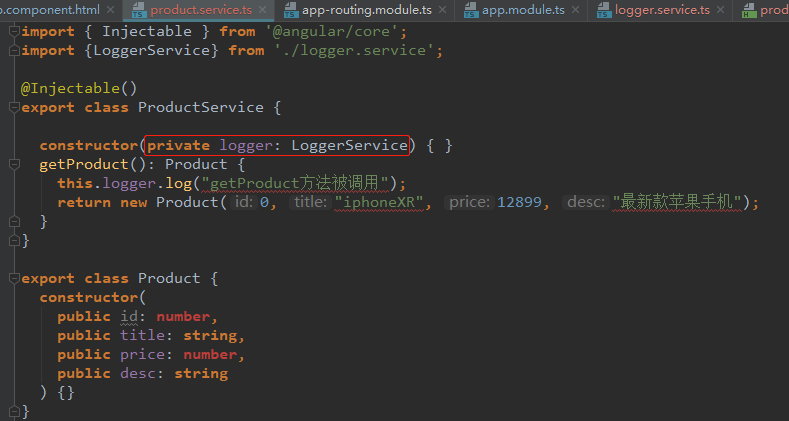 o.component.html × product.service.ts × app-routing.module.ts × app.module.ts × logger.service.ts × prod
import { Injectable } from '@angular/core';
import {LoggerService} from './logger.service';
@Injectable()
export class ProductService {
constructor(private logger: LoggerService) { }
getProduct(): Product {
this.logger.log("getProduct方法被调用");
return new Product( id: 0, title: "iphoneXR", price: 12899, desc: "最新款苹果手机");
}
}
export class Product {
constructor(
public id: number,
public title: string,
public price: number,
public desc: string
) {}
}